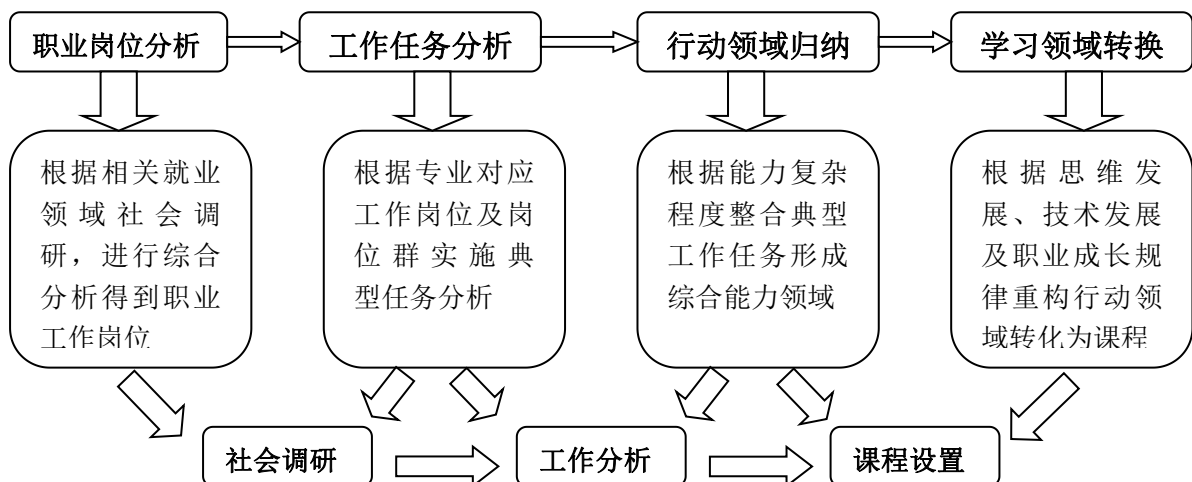 职业岗位分析
工作任务分析
行动领域归纳
学习领域转换
根据相关就业
领域社会调
研，进行综合
分析得到职业
工作岗位
根据专业对应
工作岗位及岗
位群实施典
型任务分析
根据能力复杂
程度整合典型
工作任务形成
综合能力领域
根据思维发
展、技术发展
及职业成长规
律重构行动领
域转化为课程
社会调研
工作分析
课程设置